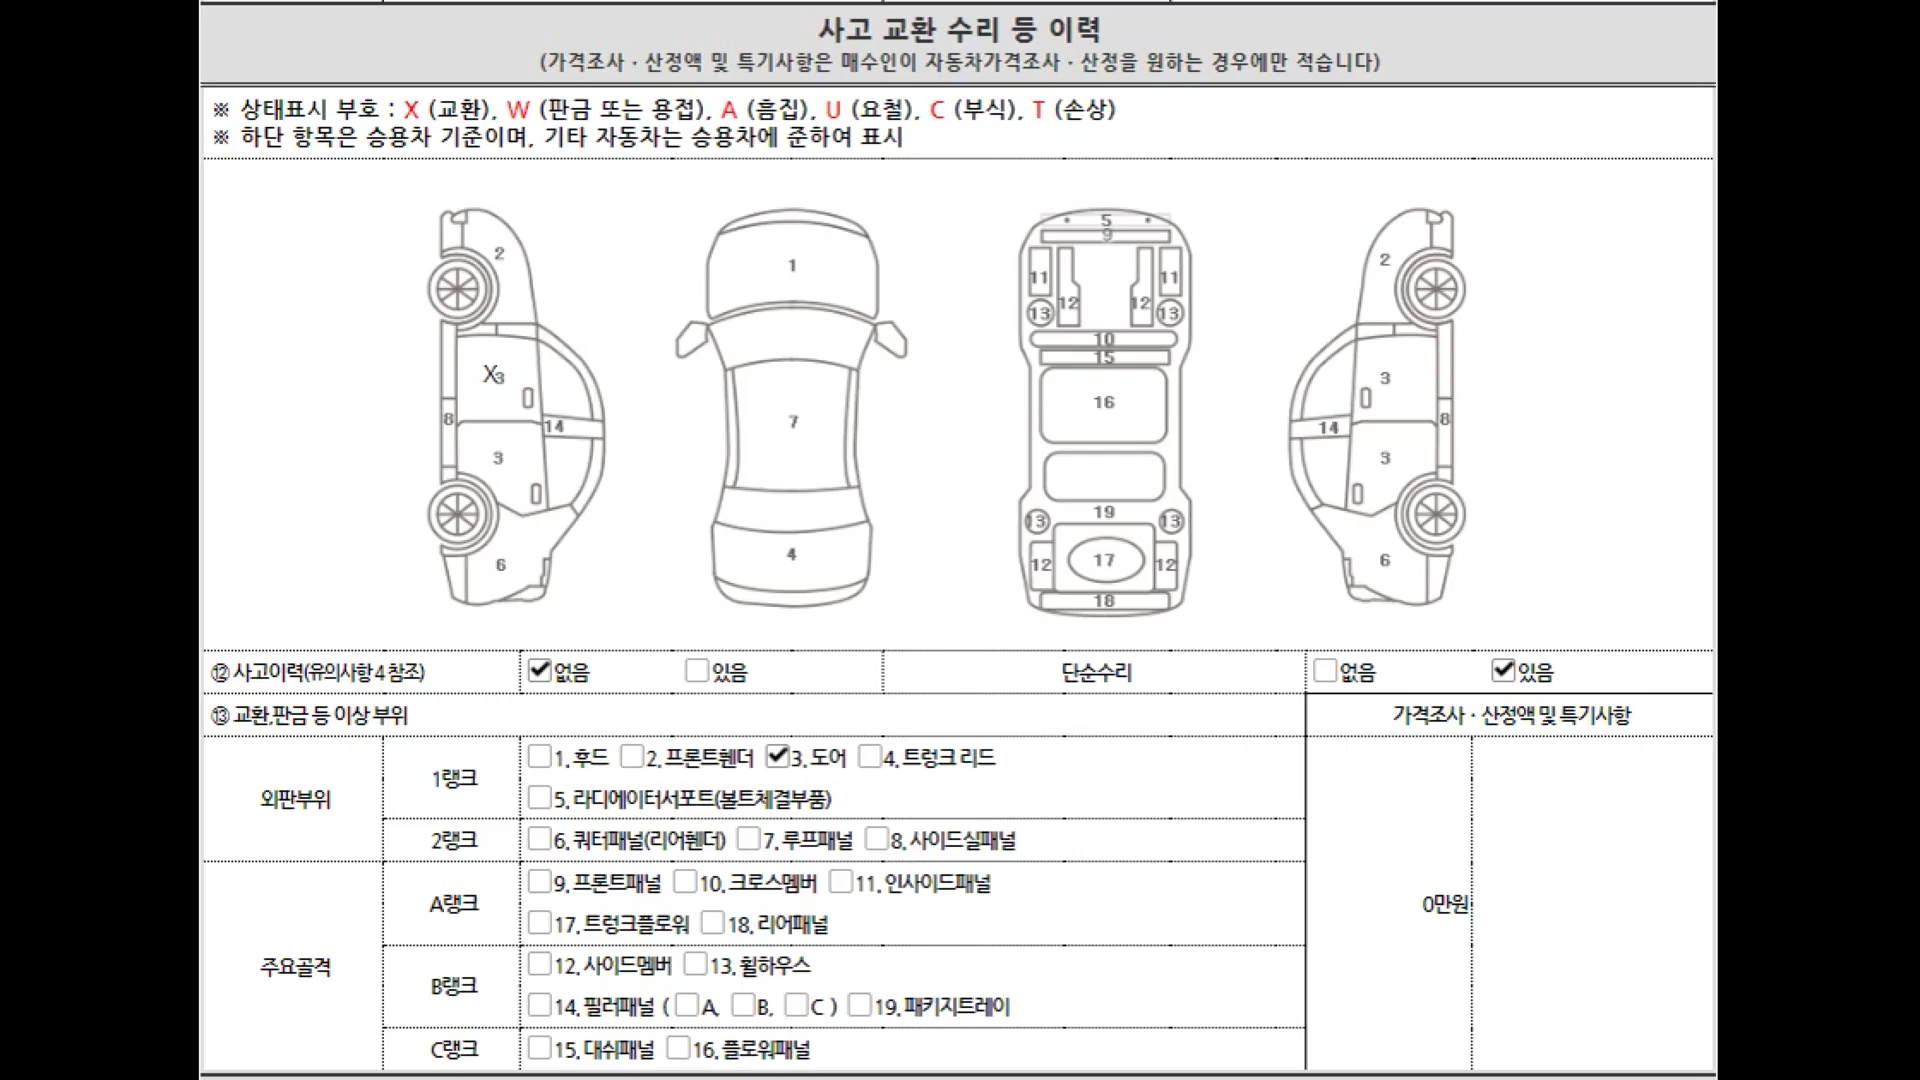 사고 교환 수리 등 이력
(가격조사 · 산정액 및 특기사항은 매수인이 자동차가격조사 · 산정을 원하는 경우에만 적습니다)
※ 상태표시 부호 : X (교환), W (판금 또는 용접), A (흠집), U (요철), C (부식), T (손상)
※ 하단 항목은 승용차 기준이며, 기타 자동차는 승용차에 준하여 표시
2
X3
8
14
3
6
1
7
4
5
9
11 11
12 12
13 13
10
15
16
19
13 13
12 17 12
18
2
3
8
14
3
6
⑫ 사고이력(유의사항 4 참조) 없음 있음 단순수리 없음 있음
⑬ 교환,판금 등 이상 부위 가격조사 · 산정액 및 특기사항
외판부위 1랭크 1. 후드 2. 프론트휀더 3. 도어 4. 트렁크 리드
5. 라디에이터서포트(볼트체결부품)
2랭크 6. 쿼터패널(리어휀더) 7. 루프패널 8. 사이드실패널
주요골격 A랭크 9. 프론트패널 10. 크로스멤버 11. 인사이드패널
17. 트렁크플로워 18. 리어패널
0만원
B랭크 12. 사이드멤버 13. 휠하우스
14. 필러패널 ( A, B, C ) 19. 패키지트레이
C랭크 15. 대쉬패널 16. 플로워패널